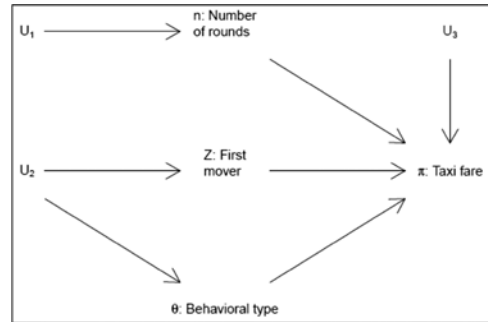 U₁
n: Number
of rounds
U₃
U₂
Z: First
mover
π: Taxi fare
θ: Behavioral type